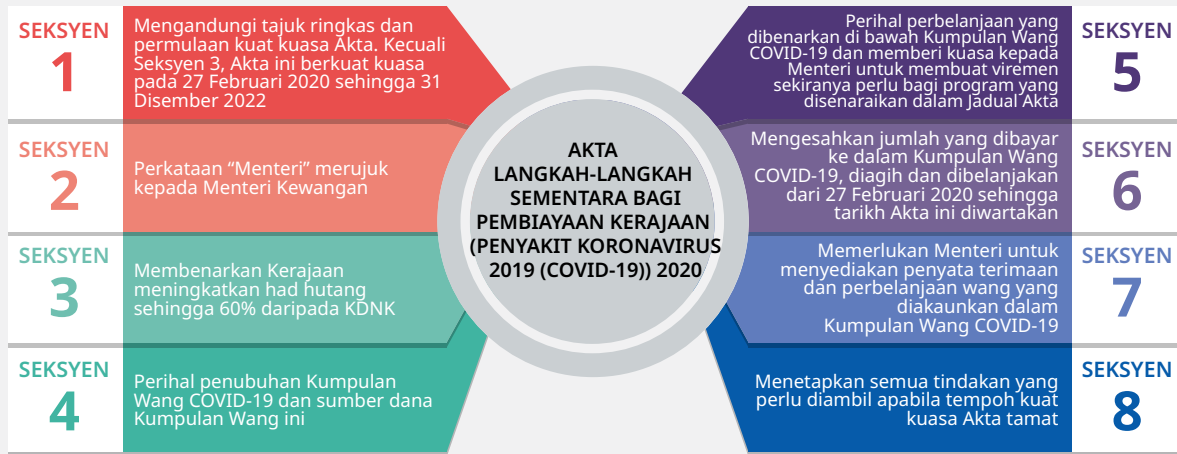 SEKSYEN
1
Mengandungi tajuk ringkas dan
permulaan kuat kuasa Akta. Kecuali
Seksyen 3, Akta ini berkuat kuasa
pada 27 Februari 2020 sehingga 31
Disember 2022
SEKSYEN
2
Perkataan “Menteri” merujuk
kepada Menteri Kewangan
SEKSYEN
3
Membenarkan Kerajaan
meningkatkan had hutang
sehingga 60% daripada KDNK
SEKSYEN
4
Perihal penubuhan Kumpulan
Wang COVID-19 dan sumber dana
Kumpulan Wang ini
AKTA
LANGKAH-LANGKAH
SEMENTARA BAGI
PEMBIAYAAN KERAJAAN
(PENYAKIT KORONAVIRUS
2019 (COVID-19)) 2020
Perihal perbelanjaan yang
dibenarkan di bawah Kumpulan Wang
COVID-19 dan memberi kuasa kepada
Menteri untuk membuat viremen
sekiranya perlu bagi program yang
disenaraikan dalam Jadual Akta
SEKSYEN
5
Mengesahkan jumlah yang dibayar
ke dalam Kumpulan Wang
COVID-19, diagih dan dibelanjakan
dari 27 Februari 2020 sehingga
tarikh Akta ini diwartakan
SEKSYEN
6
Memerlukan Menteri untuk
menyediakan penyata terimaan
dan perbelanjaan wang yang
diakaunkan dalam
Kumpulan Wang COVID-19
SEKSYEN
7
Menetapkan semua tindakan yang
perlu diambil apabila tempoh kuat
kuasa Akta tamat
SEKSYEN
8